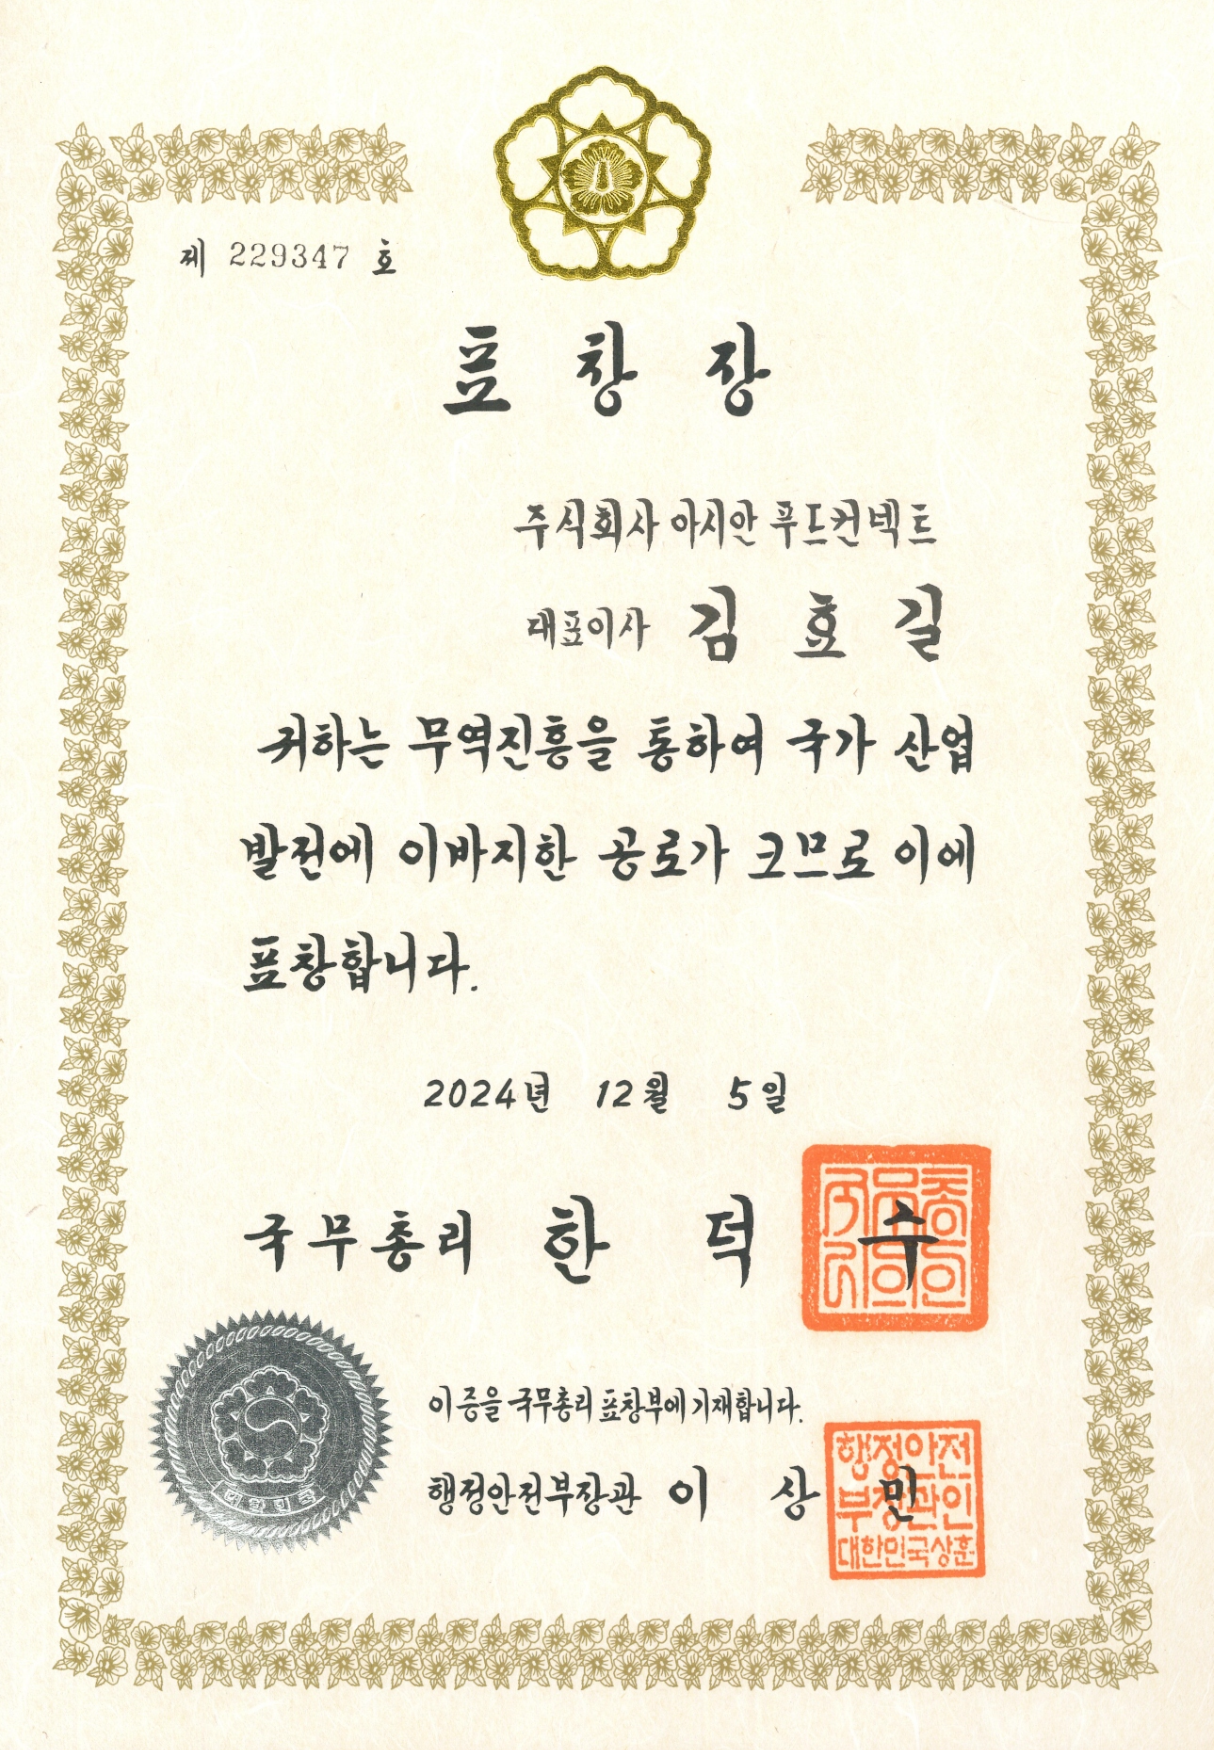 제 229347 호
표 창 장
주식회사 아시안 푸드컨넥트
대표이사 김 효 길
귀하는 무역진흥을 통하여 국가 산업
발전에 이바지한 공로가 크므로 이에
표창합니다.
2024년 12월 5일
국무총리 한 덕 수
이 증을 국무총리 표창부에 기재합니다.
행정안전부장관 이 상 민
행정안전
부장관인
대한민국상훈
대한민국